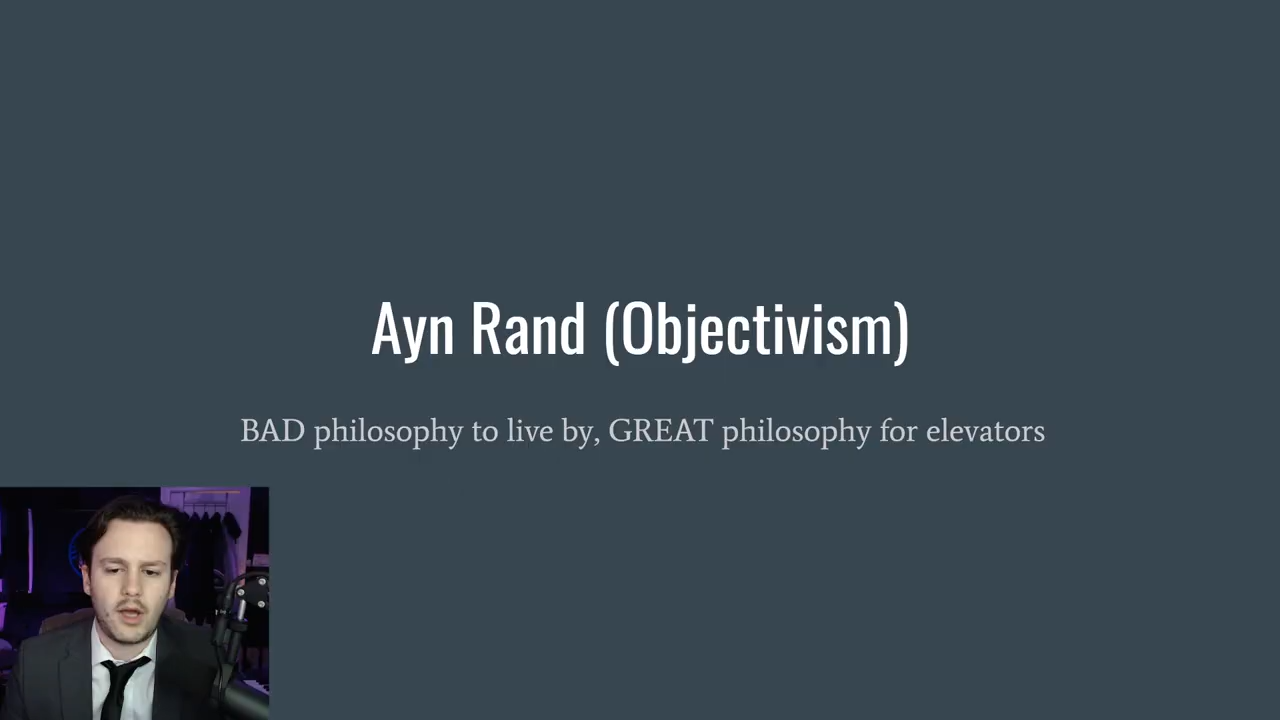 Ayn Rand (Objectivism)
BAD philosophy to live by, GREAT philosophy for elevators